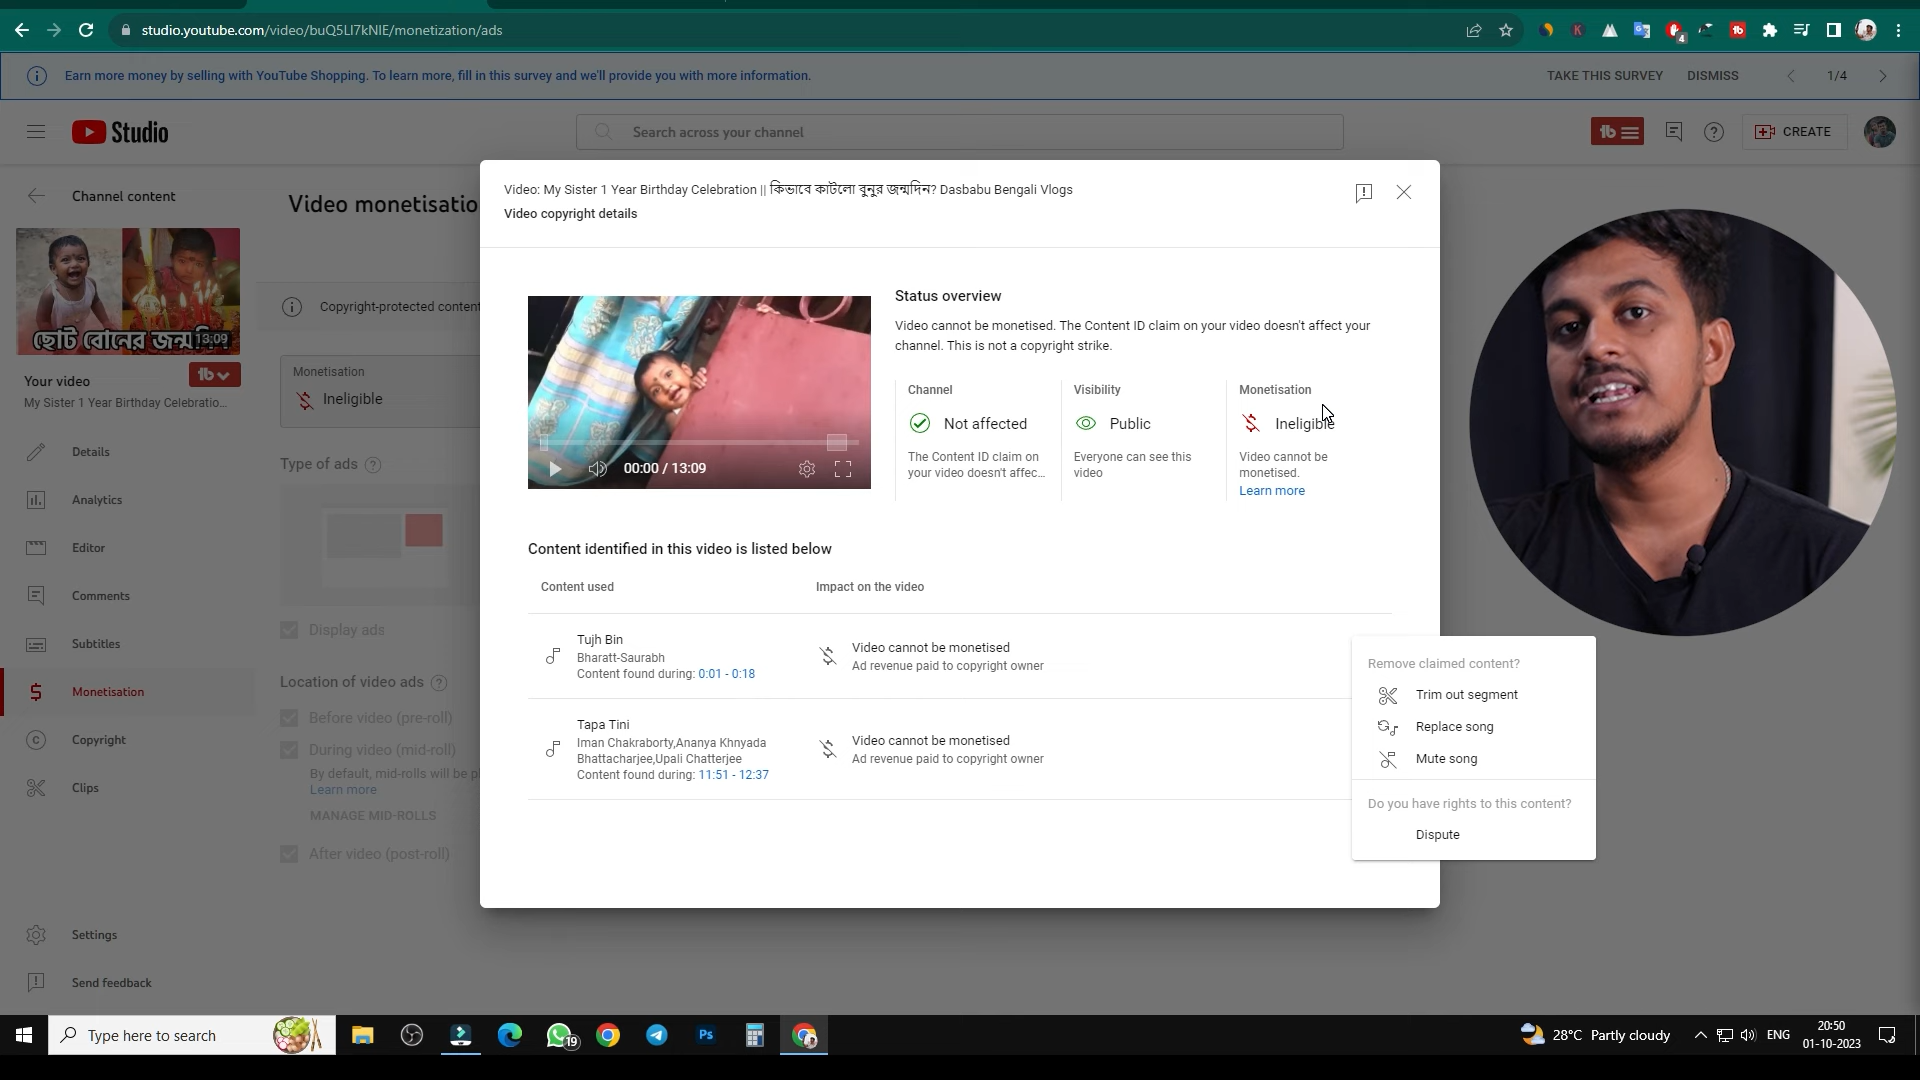 studio.youtube.com/video/buQ5LI7kNIE/monetization/ads
4
Earn more money by selling with YouTube Shopping. To learn more, fill in this survey and we'll provide you with more information.
TAKE THIS SURVEY
DISMISS
1/4
Studio
Search across your channel
CREATE
Channel content
Video monetisatio
13:09
Your video
My Sister 1 Year Birthday Celebratio...
Details
Analytics
Editor
Comments
Subtitles
Monetisation
Copyright
Clips
Settings
Send feedback
Copyright-protected content
Monetisation
Ineligible
Type of ads
Display ads
Location of video ads
Before video (pre-roll)
During video (mid-roll)
By default, mid-rolls will be pl
Learn more
MANAGE MID-ROLLS
After video (post-roll)
Video: My Sister 1 Year Birthday Celebration || কিভাবে কাটলো বুনুর জন্মদিন? Dasbabu Bengali Vlogs
Video copyright details
00:00 / 13:09
Status overview
Video cannot be monetised. The Content ID claim on your video doesn't affect your
channel. This is not a copyright strike.
Channel
Not affected
The Content ID claim on
your video doesn't affec...
Visibility
Public
Everyone can see this
video
Monetisation
Ineligible
Video cannot be
monetised.
Learn more
Content identified in this video is listed below
Content used
Impact on the video
Tujh Bin
Bharatt-Saurabh
Content found during: 0:01 - 0:18
Video cannot be monetised
Ad revenue paid to copyright owner
Tapa Tini
Iman Chakraborty,Ananya Khnyada
Bhattacharjee,Upali Chatterjee
Content found during: 11:51 - 12:37
Video cannot be monetised
Ad revenue paid to copyright owner
Remove claimed content?
Trim out segment
Replace song
Mute song
Do you have rights to this content?
Dispute
Type here to search
19
Ps
28°C Partly cloudy
ENG
20:50
01-10-2023